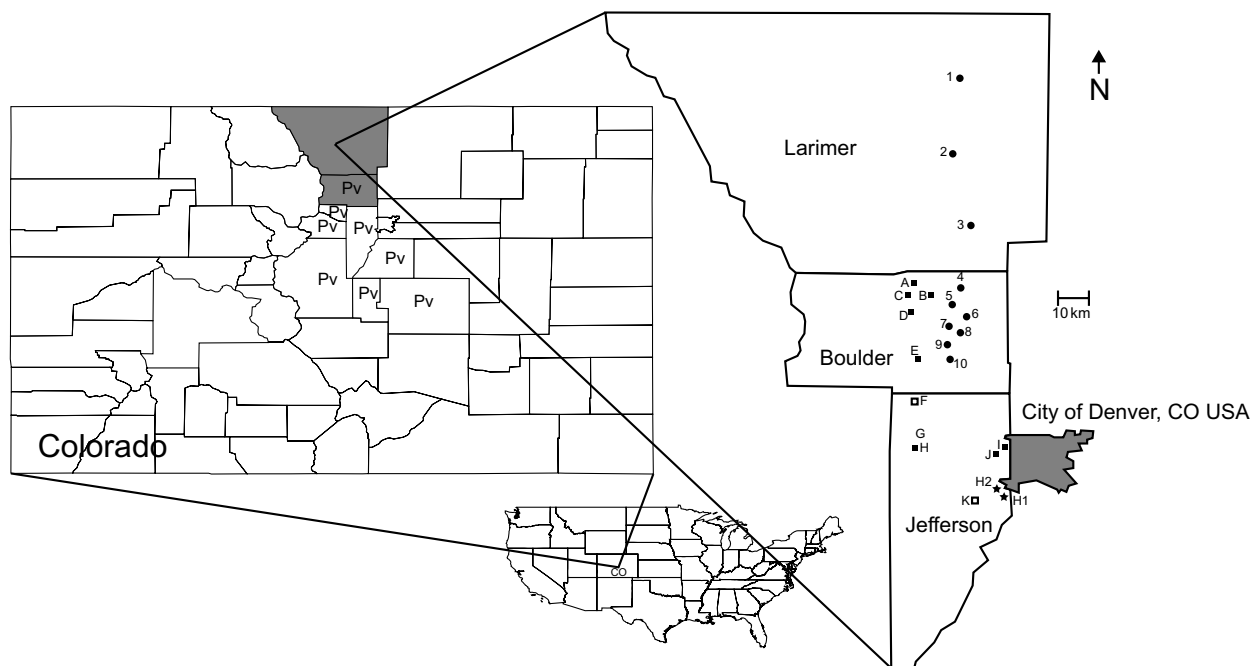 1
N
2
Larimer
Pv
Pv
Pv
Pv
3
Pv
Pv
Pv
Pv
4
A
C
B
5
D
6
7
8
9
E
10
Boulder
10 km
F
City of Denver, CO USA
G
H
I
J
H2
H1
K
Jefferson
Colorado
CO